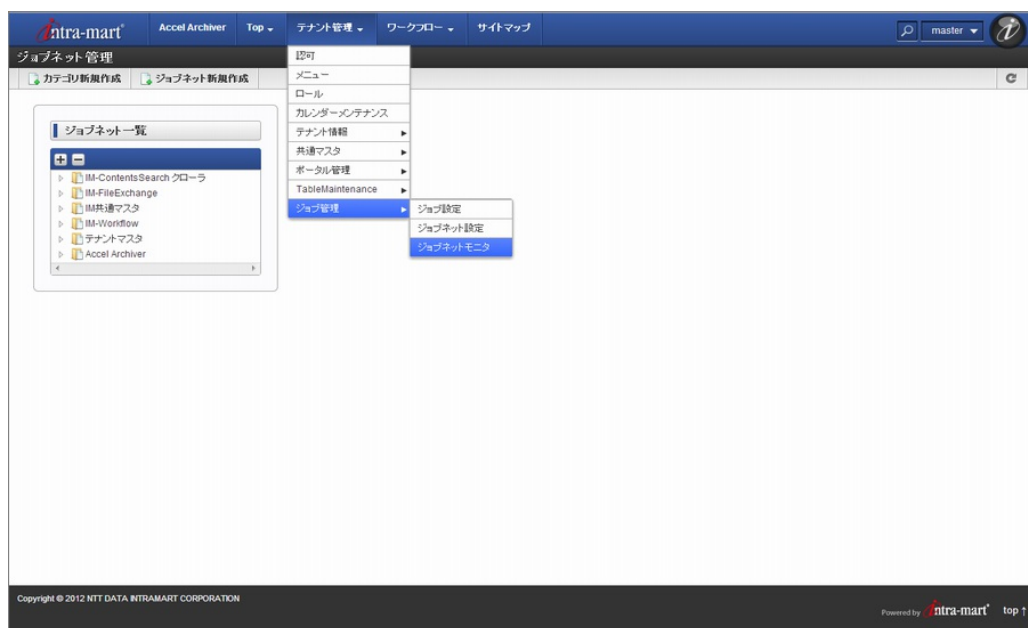 intra-mart Accel Archiver Top テナント管理 ワークフロー サイトマップ master
ジョブネット管理
カテゴリ新規作成 ジョブネット新規作成
認可
メニュー
ロール
カレンダーメンテナンス
テナント情報
共通マスタ
ポータル管理
TableMaintenance
ジョブ管理
ジョブ設定
ジョブネット設定
ジョブネットモニタ
ジョブネット一覧
IM-ContentsSearch クローラ
IM-FileExchange
IM共通マスタ
IM-Workflow
テナントマスタ
Accel Archiver
Copyright © 2012 NTT DATA INTRAMART CORPORATION
Powered by intra-mart top ↑